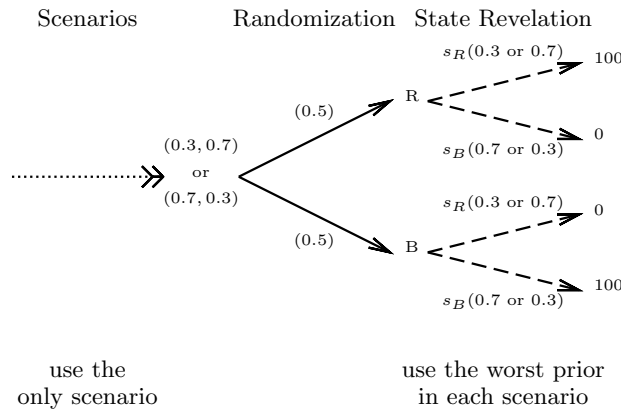 Scenarios
Randomization
State Revelation
s_R(0.3 or 0.7)
100
(0.5)
R
(0.3, 0.7)
s_B(0.7 or 0.3)
0
or
(0.7, 0.3)
s_R(0.3 or 0.7)
0
(0.5)
B
s_B(0.7 or 0.3)
100
use the
only scenario
use the worst prior
in each scenario